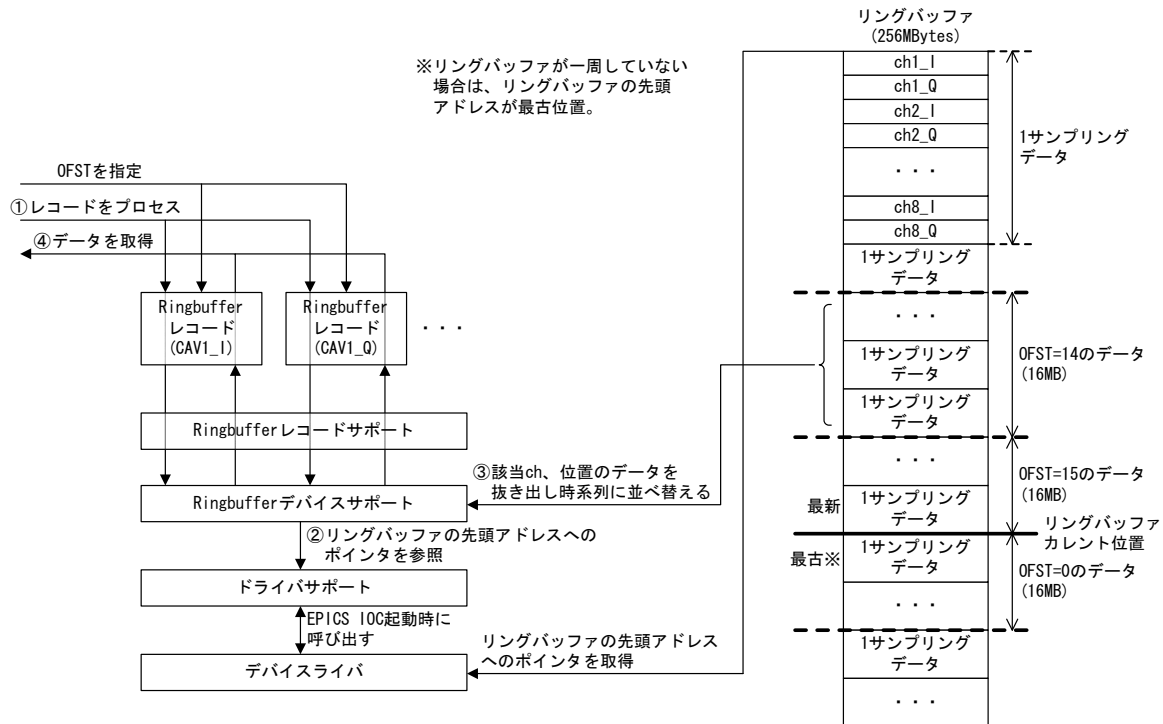 リングバッファ
(256MBytes)
※リングバッファが一周していない
場合は、リングバッファの先頭
アドレスが最古位置。
OFSTを指定
①レコードをプロセス
④データを取得
Ringbuffer
レコード
(CAV1_I)
Ringbuffer
レコード
(CAV1_Q)
・・・
Ringbufferレコードサポート
Ringbufferデバイスサポート
③該当ch、位置のデータを
抜き出し時系列に並べ替える
②リングバッファの先頭アドレスへの
ポインタを参照
ドライバサポート
EPICS IOC起動時に
呼び出す
デバイスライバ
リングバッファの先頭アドレス
へのポインタを取得
ch1_I
ch1_Q
ch2_I
ch2_Q
・・・
ch8_I
ch8_Q
1サンプリング
データ
1サンプリング
データ
・・・
1サンプリング
データ
1サンプリング
データ
OFST=14のデータ
(16MB)
・・・
最新
1サンプリング
データ
OFST=15のデータ
(16MB)
リングバッファ
カレント位置
最古※
1サンプリング
データ
・・・
OFST=0のデータ
(16MB)
1サンプリング
データ
・・・